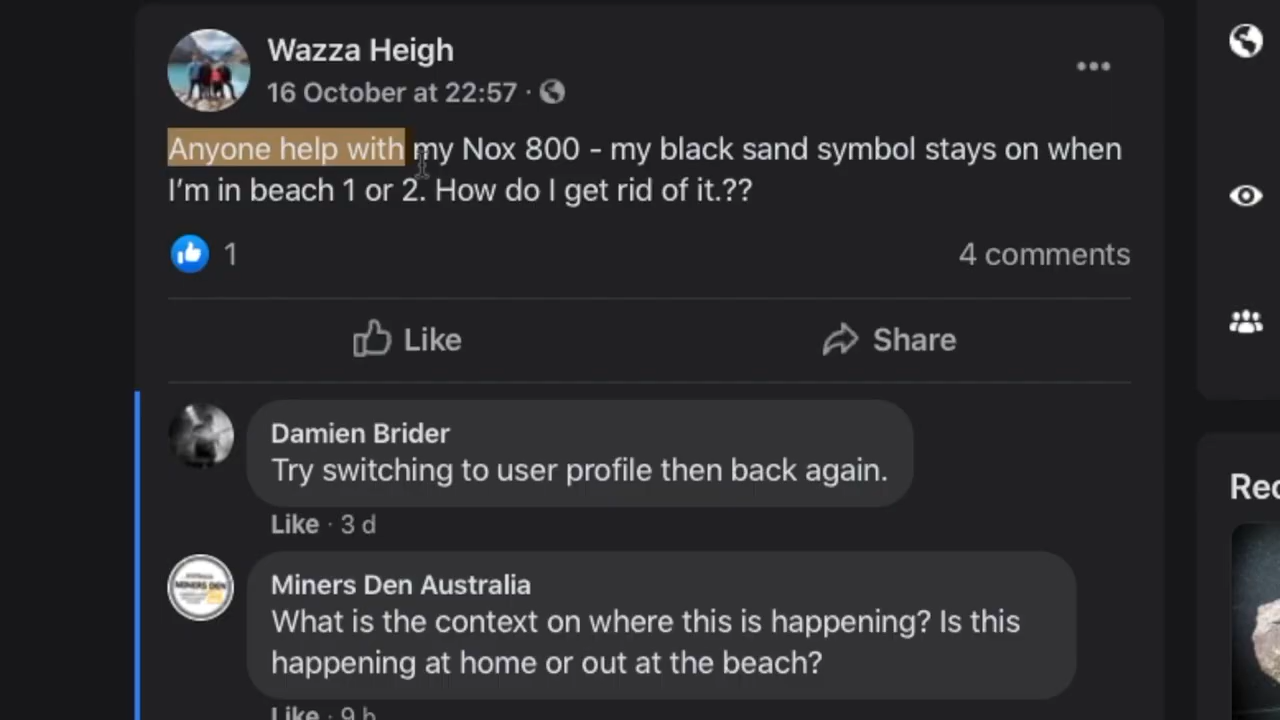 Wazza Heigh
16 October at 22:57 ·
Anyone help with my Nox 800 - my black sand symbol stays on when
I'm in beach 1 or 2. How do I get rid of it.??
1
4 comments
Like
Share
Damien Brider
Try switching to user profile then back again.
Like · 3 d
MINERS DEN
Miners Den Australia
What is the context on where this is happening? Is this
happening at home or out at the beach?
Like · 9 h
Rec